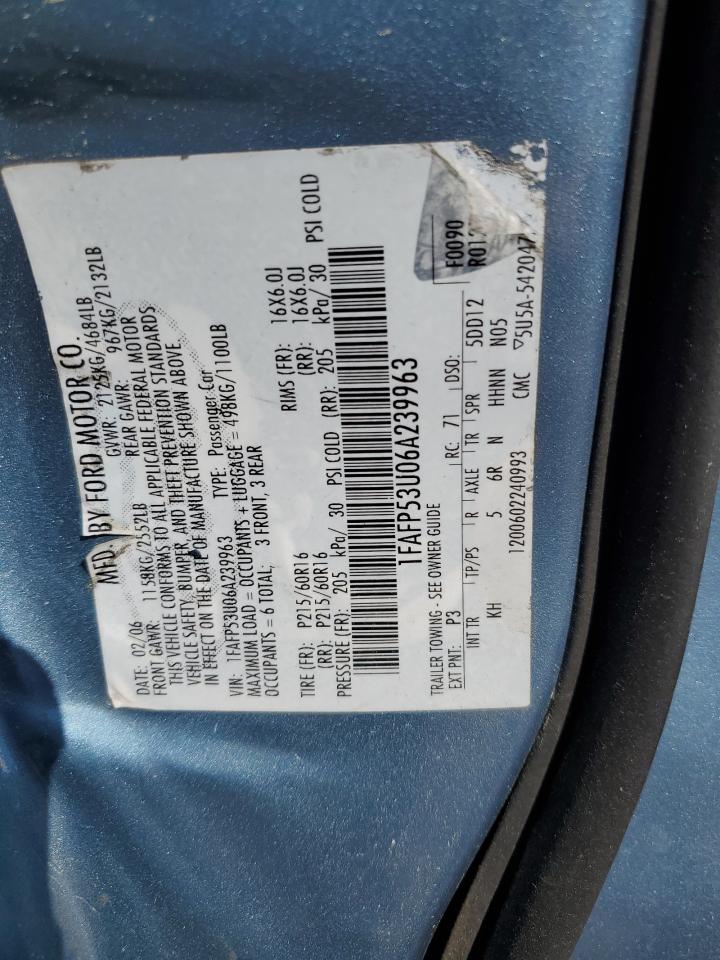 MFD. BY FORD MOTOR CO.
DATE: 02/06 GVWR: 2125KG/4684LB
FRONT GAWR: 1158KG/2552LB REAR GAWR: 967KG/2132LB
THIS VEHICLE CONFORMS TO ALL APPLICABLE FEDERAL MOTOR
VEHICLE SAFETY, BUMPER, AND THEFT PREVENTION STANDARDS
IN EFFECT ON THE DATE OF MANUFACTURE SHOWN ABOVE.
VIN: 1FAFP53U06A239963 TYPE: Passenger Car
MAXIMUM LOAD = OCCUPANTS + LUGGAGE = 498KG/1100LB
OCCUPANTS = 6 TOTAL; 3 FRONT, 3 REAR
TIRE (FR): P215/60R16 RIMS (FR): 16X6.0J
(RR): P215/60R16 16X6.0J
PRESSURE (FR): 205 kPa/ 30 PSI COLD (RR): 205 kPa/ 30 PSI COLD
1FAFP53U06A239963
TRAILER TOWING - SEE OWNER GUIDE F0090
EXT PNT: P3 RC: 71 DSO:
INT TR TP/PS R AXLE TR SPR 5DD12
KH 5 6R N HHNN N05
1200602240993 CMC ▽5U5A-542047